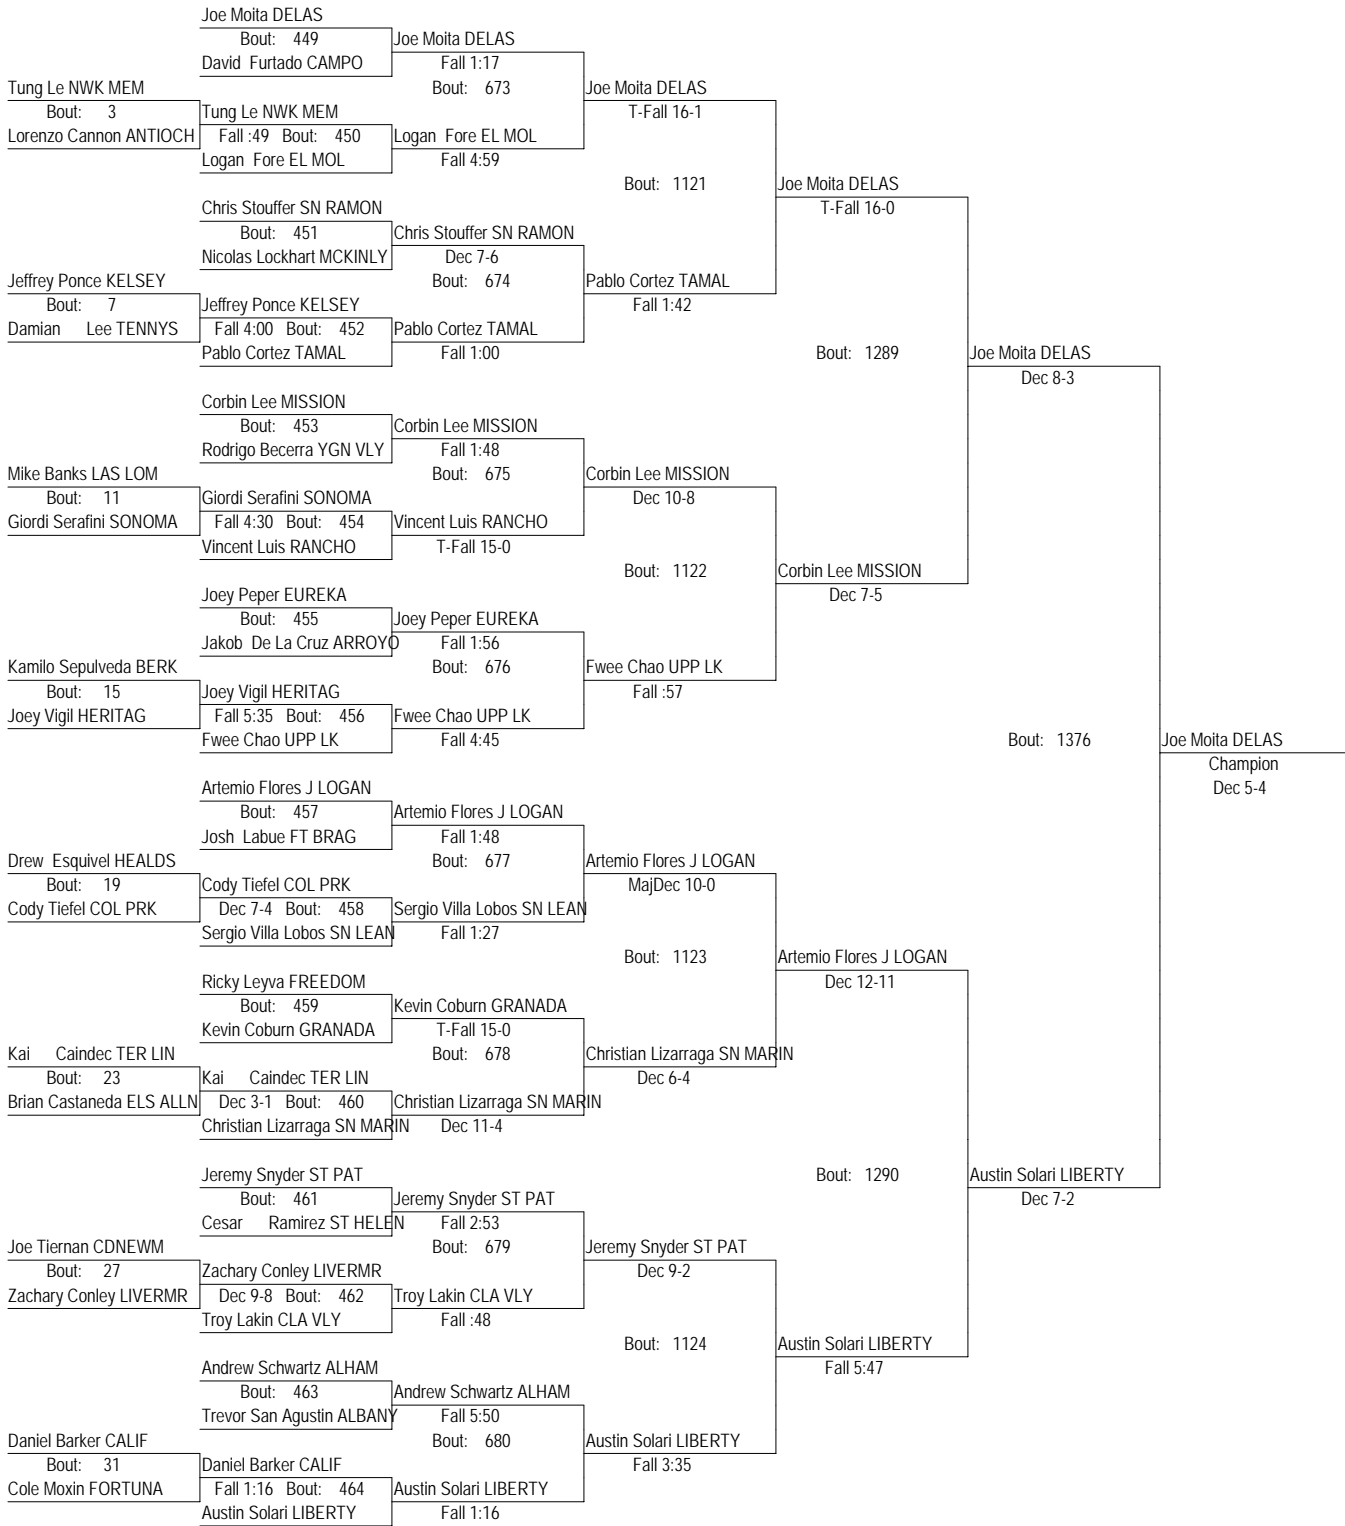 Joe Moita DELAS
Bout: 449
Joe Moita DELAS
David Furtado CAMPO
Fall 1:17
Tung Le NWK MEM
Bout: 673
Joe Moita DELAS
Bout: 3
Tung Le NWK MEM
T-Fall 16-1
Lorenzo Cannon ANTIOCH
Fall :49 Bout: 450
Logan Fore EL MOL
Logan Fore EL MOL
Fall 4:59
Bout: 1121
Joe Moita DELAS
Chris Stouffer SN RAMON
T-Fall 16-0
Bout: 451
Chris Stouffer SN RAMON
Nicolas Lockhart MCKINLY
Dec 7-6
Jeffrey Ponce KELSEY
Bout: 674
Pablo Cortez TAMAL
Bout: 7
Jeffrey Ponce KELSEY
Fall 1:42
Damian Lee TENNYS
Fall 4:00 Bout: 452
Pablo Cortez TAMAL
Pablo Cortez TAMAL
Fall 1:00
Bout: 1289
Joe Moita DELAS
Dec 8-3
Corbin Lee MISSION
Bout: 453
Corbin Lee MISSION
Rodrigo Becerra YGN VLY
Fall 1:48
Mike Banks LAS LOM
Bout: 675
Corbin Lee MISSION
Bout: 11
Giordi Serafini SONOMA
Dec 10-8
Giordi Serafini SONOMA
Fall 4:30 Bout: 454
Vincent Luis RANCHO
Vincent Luis RANCHO
T-Fall 15-0
Bout: 1122
Corbin Lee MISSION
Joey Peper EUREKA
Dec 7-5
Bout: 455
Joey Peper EUREKA
Jakob De La Cruz ARROYO
Fall 1:56
Kamilo Sepulveda BERK
Bout: 676
Fwee Chao UPP LK
Bout: 15
Joey Vigil HERITAG
Fall :57
Joey Vigil HERITAG
Fall 5:35 Bout: 456
Fwee Chao UPP LK
Fwee Chao UPP LK
Fall 4:45
Bout: 1376
Joe Moita DELAS
Champion
Dec 5-4
Artemio Flores J LOGAN
Bout: 457
Artemio Flores J LOGAN
Josh Labue FT BRAG
Fall 1:48
Drew Esquivel HEALDS
Bout: 677
Artemio Flores J LOGAN
Bout: 19
Cody Tiefel COL PRK
MajDec 10-0
Cody Tiefel COL PRK
Dec 7-4 Bout: 458
Sergio Villa Lobos SN LEAN
Sergio Villa Lobos SN LEAN
Fall 1:27
Bout: 1123
Artemio Flores J LOGAN
Ricky Leyva FREEDOM
Dec 12-11
Bout: 459
Kevin Coburn GRANADA
Kevin Coburn GRANADA
T-Fall 15-0
Kai Caindec TER LIN
Bout: 678
Christian Lizarraga SN MARIN
Bout: 23
Kai Caindec TER LIN
Dec 6-4
Brian Castaneda ELS ALLN
Dec 3-1 Bout: 460
Christian Lizarraga SN MARIN
Christian Lizarraga SN MARIN
Dec 11-4
Jeremy Snyder ST PAT
Bout: 1290
Austin Solari LIBERTY
Bout: 461
Jeremy Snyder ST PAT
Dec 7-2
Cesar Ramirez ST HELEN
Fall 2:53
Joe Tiernan CDNEWM
Bout: 679
Jeremy Snyder ST PAT
Bout: 27
Zachary Conley LIVERMR
Dec 9-2
Zachary Conley LIVERMR
Dec 9-8 Bout: 462
Troy Lakin CLA VLY
Troy Lakin CLA VLY
Fall :48
Bout: 1124
Austin Solari LIBERTY
Andrew Schwartz ALHAM
Fall 5:47
Bout: 463
Andrew Schwartz ALHAM
Trevor San Agustin ALBANY
Fall 5:50
Daniel Barker CALIF
Bout: 680
Austin Solari LIBERTY
Bout: 31
Daniel Barker CALIF
Fall 3:35
Cole Moxin FORTUNA
Fall 1:16 Bout: 464
Austin Solari LIBERTY
Austin Solari LIBERTY
Fall 1:16